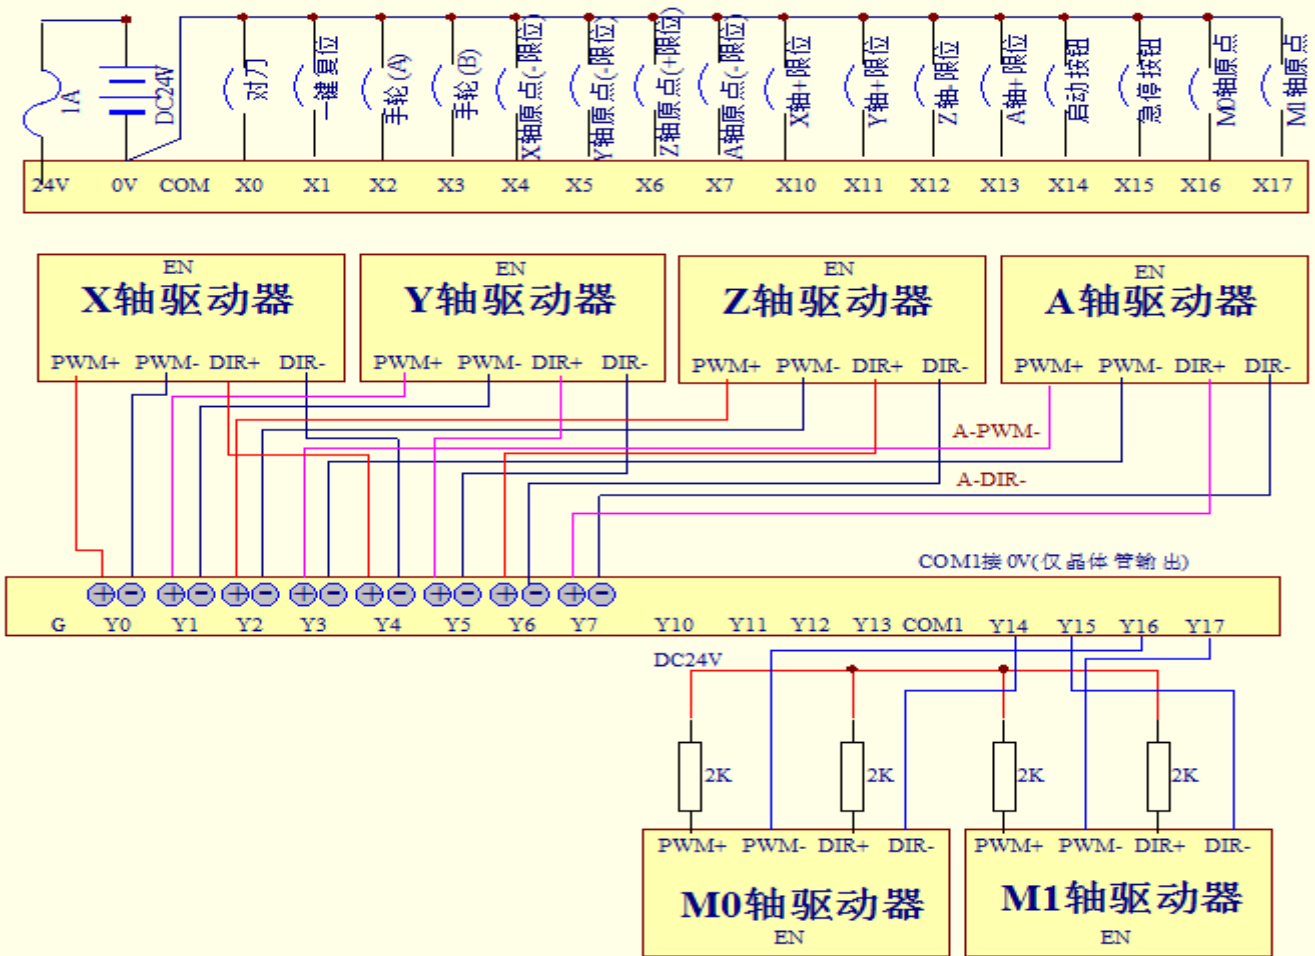 1A
DC24V
对刀
一键复位
手轮(A)
手轮(B)
X轴原点(-限位)
Y轴原点(-限位)
Z轴原点(+限位)
A轴原点(-限位)
X轴+限位
Y轴+限位
Z轴-限位
A轴+限位
启动按钮
急停按钮
M0轴原点
M1轴原点
24V 0V COM X0 X1 X2 X3 X4 X5 X6 X7 X10 X11 X12 X13 X14 X15 X16 X17
EN EN EN EN
X轴驱动器 Y轴驱动器 Z轴驱动器 A轴驱动器
PWM+ PWM- DIR+ DIR- PWM+ PWM- DIR+ DIR- PWM+ PWM- DIR+ DIR- PWM+ PWM- DIR+ DIR-
A-PWM-
A-DIR-
COM1接0V(仅晶体管输出)
G Y0 Y1 Y2 Y3 Y4 Y5 Y6 Y7 Y10 Y11 Y12 Y13 COM1 Y14 Y15 Y16 Y17
DC24V
2K 2K 2K 2K
PWM+ PWM- DIR+ DIR- PWM+ PWM- DIR+ DIR-
M0轴驱动器 M1轴驱动器
EN EN